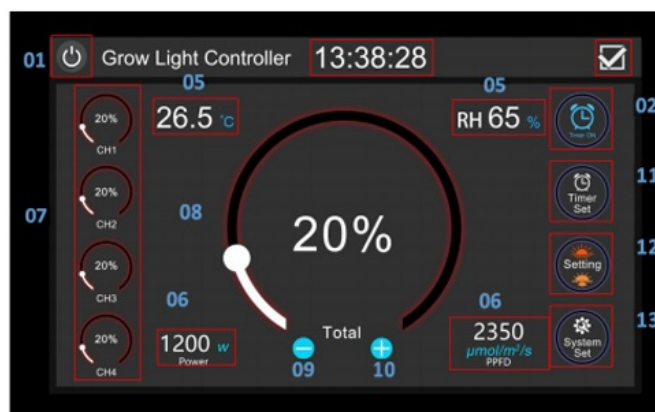 01 Grow Light Controller 13:38:28
05 05
20% 26.5 °C RH 65 % Timer ON 02
CH1
20% Timer Set 11
CH2
07 08 20%
20% Setting 12
CH3
06 06
20% 1200 w Total 2350 System Set 13
Power μmol/m²/s
CH4 09 10 PPFD